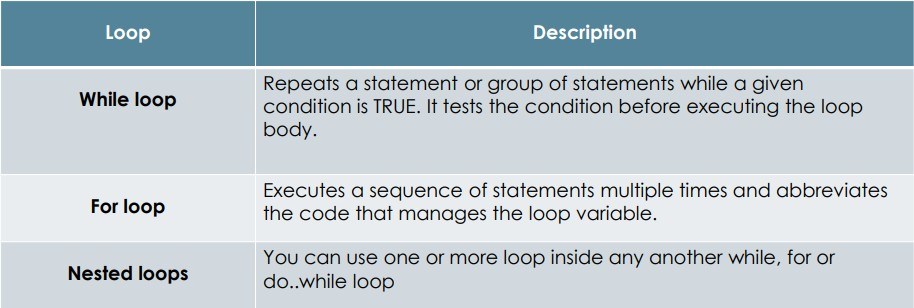 Loop
Description
While loop
Repeats a statement or group of statements while a given
condition is TRUE. It tests the condition before executing the loop
body.
For loop
Executes a sequence of statements multiple times and abbreviates
the code that manages the loop variable.
Nested loops
You can use one or more loop inside any another while, for or
do..while loop